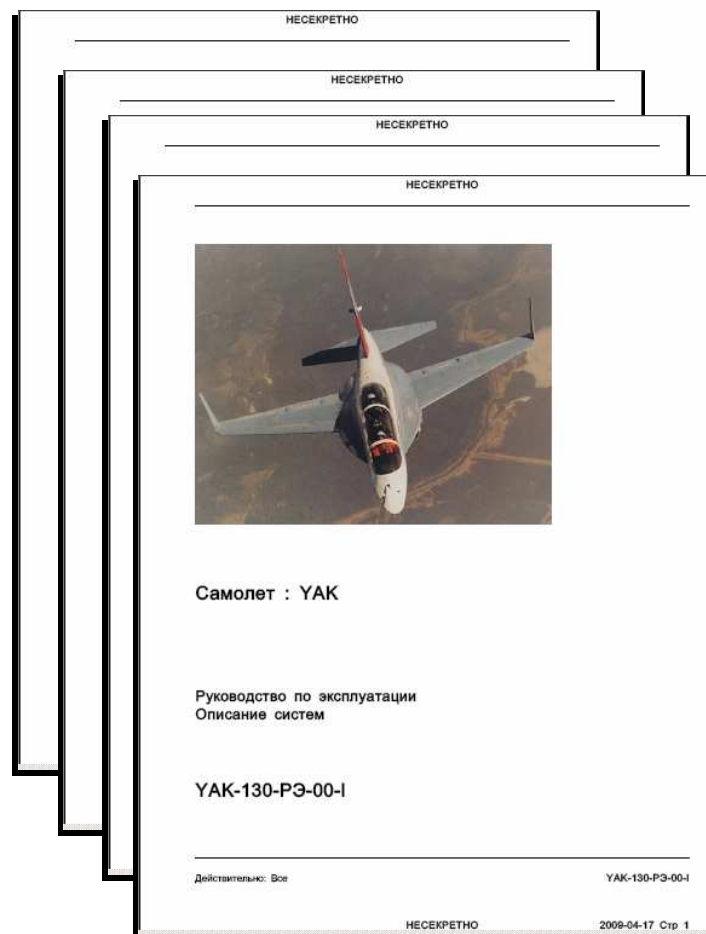 НЕСЕКРЕТНО
НЕСЕКРЕТНО
НЕСЕКРЕТНО
НЕСЕКРЕТНО
Самолет : YAK
Руководство по эксплуатации
Описание систем
YAK-130-РЭ-00-I
Действительно: Все YAK-130-РЭ-00-I
НЕСЕКРЕТНО 2009-04-17 Стр 1